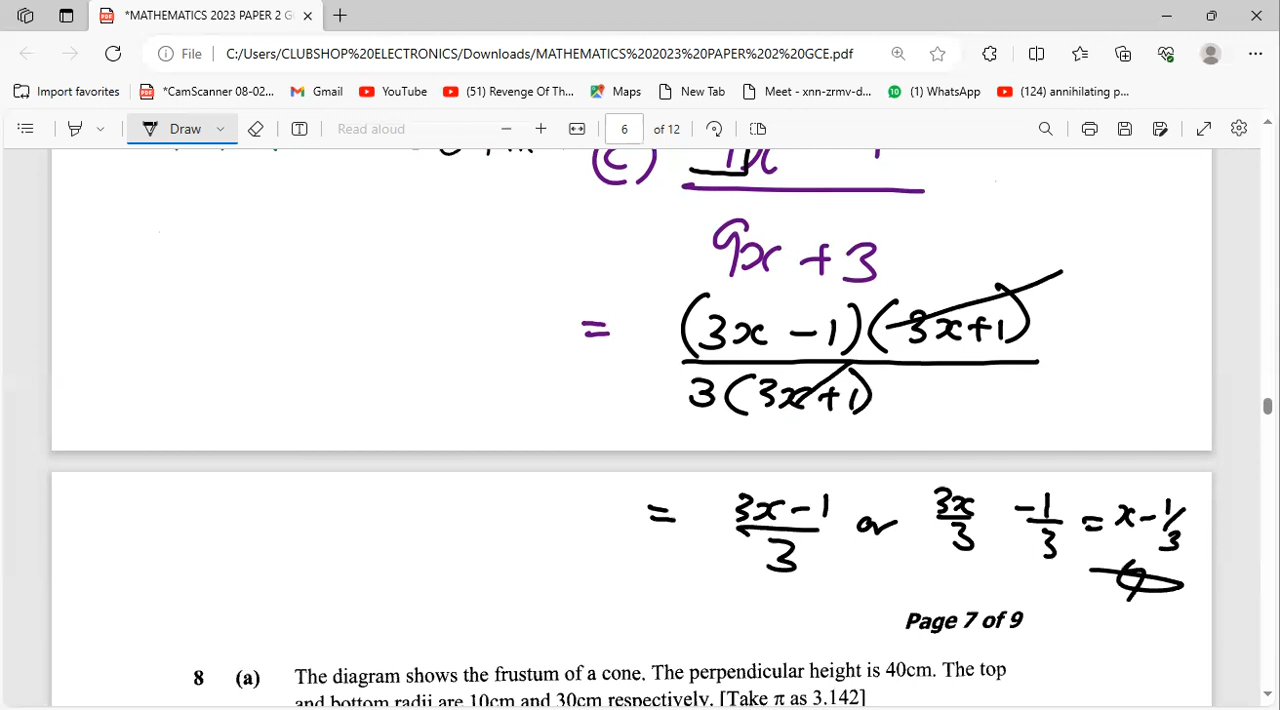 *MATHEMATICS 2023 PAPER 2 G
File C:/Users/CLUBSHOP%20ELECTRONICS/Downloads/MATHEMATICS%202023%20PAPER%202%20GCE.pdf
Import favorites *CamScanner 08-02... Gmail YouTube (51) Revenge Of Th... Maps New Tab Meet - xnn-zrmv-d... (1) WhatsApp (124) annihilating p...
10
Draw Read aloud 6 of 12
(c)
9x + 3
= (3x - 1)(3x+1)
3(3x+1)
= 3x - 1 or 3x -1 = x - 1/3
3 3 3
Page 7 of 9
8 (a) The diagram shows the frustum of a cone. The perpendicular height is 40cm. The top
and bottom radii are 10cm and 30cm respectively. [Take π as 3.142]